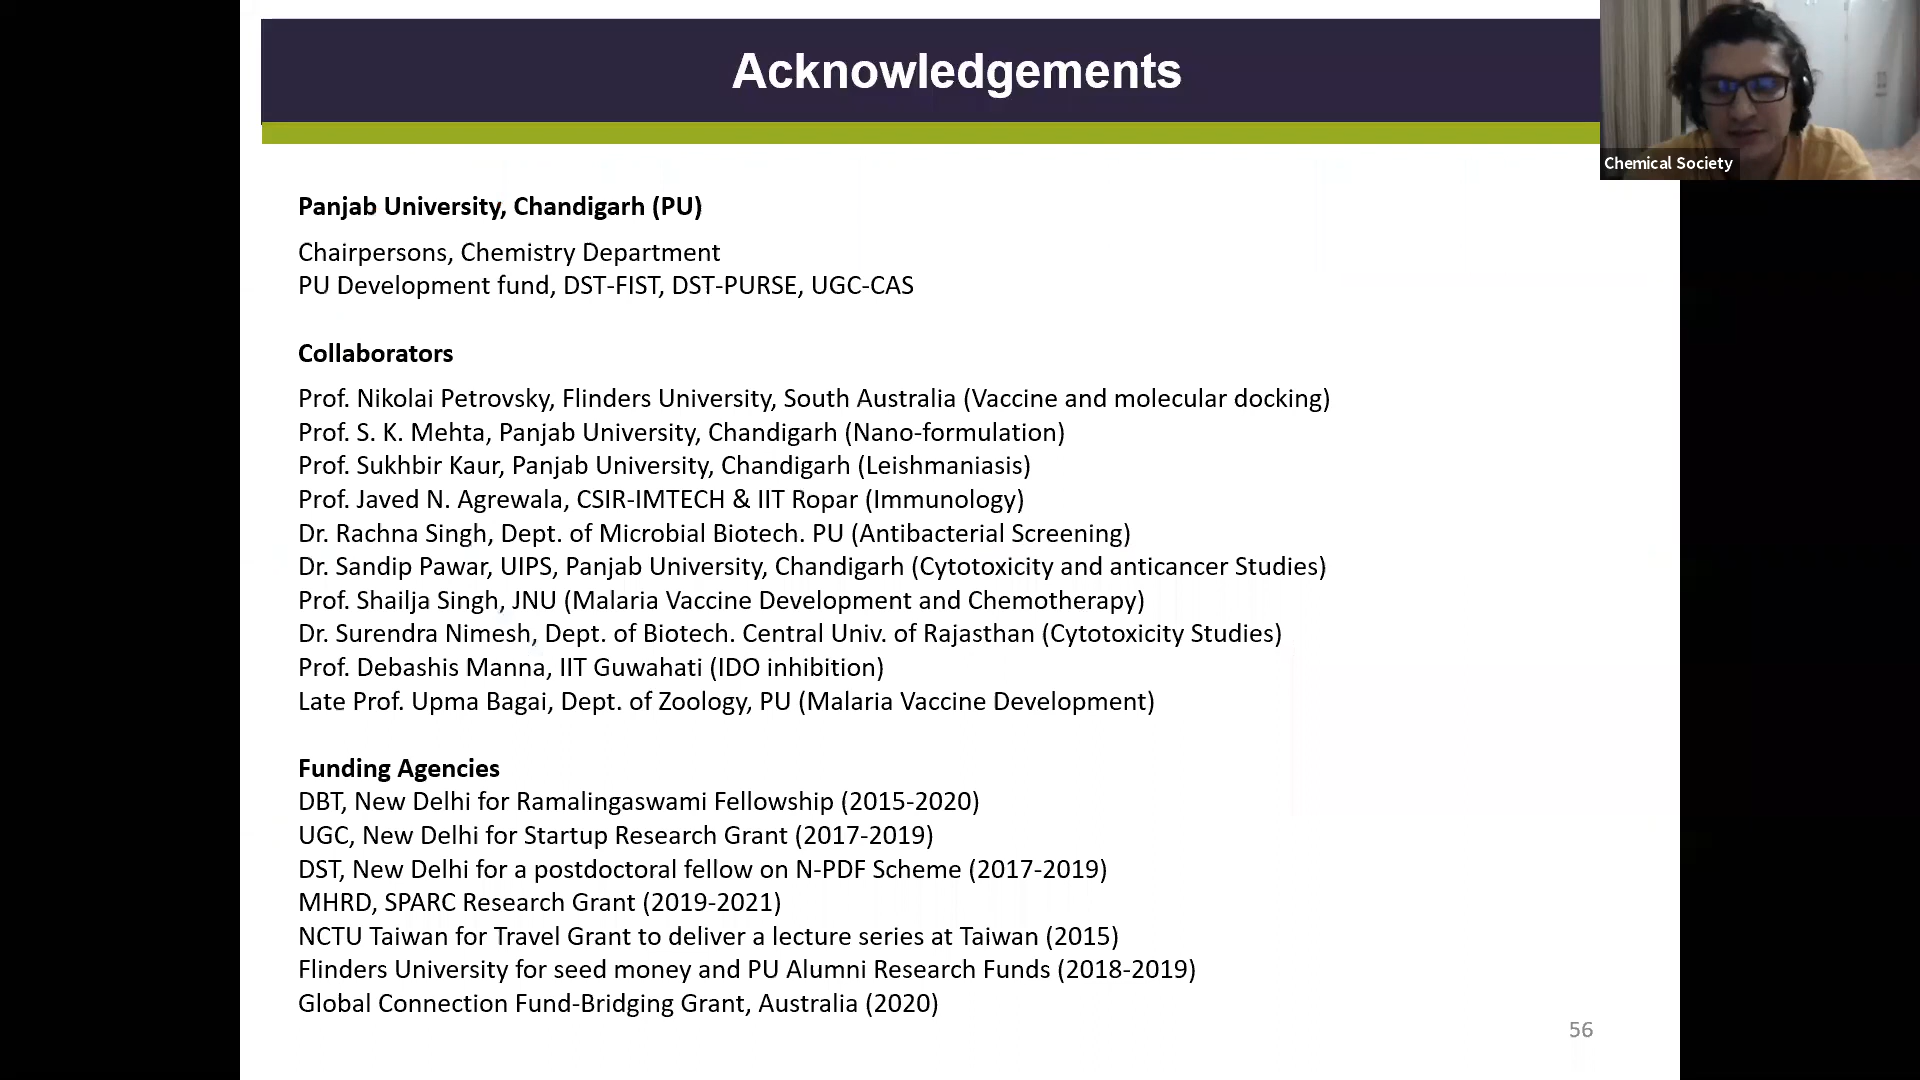 Acknowledgements
Chemical Society
Panjab University, Chandigarh (PU)
Chairpersons, Chemistry Department
PU Development fund, DST-FIST, DST-PURSE, UGC-CAS
Collaborators
Prof. Nikolai Petrovsky, Flinders University, South Australia (Vaccine and molecular docking)
Prof. S. K. Mehta, Panjab University, Chandigarh (Nano-formulation)
Prof. Sukhbir Kaur, Panjab University, Chandigarh (Leishmaniasis)
Prof. Javed N. Agrewala, CSIR-IMTECH & IIT Ropar (Immunology)
Dr. Rachna Singh, Dept. of Microbial Biotech. PU (Antibacterial Screening)
Dr. Sandip Pawar, UIPS, Panjab University, Chandigarh (Cytotoxicity and anticancer Studies)
Prof. Shailja Singh, JNU (Malaria Vaccine Development and Chemotherapy)
Dr. Surendra Nimesh, Dept. of Biotech. Central Univ. of Rajasthan (Cytotoxicity Studies)
Prof. Debashis Manna, IIT Guwahati (IDO inhibition)
Late Prof. Upma Bagai, Dept. of Zoology, PU (Malaria Vaccine Development)
Funding Agencies
DBT, New Delhi for Ramalingaswami Fellowship (2015-2020)
UGC, New Delhi for Startup Research Grant (2017-2019)
DST, New Delhi for a postdoctoral fellow on N-PDF Scheme (2017-2019)
MHRD, SPARC Research Grant (2019-2021)
NCTU Taiwan for Travel Grant to deliver a lecture series at Taiwan (2015)
Flinders University for seed money and PU Alumni Research Funds (2018-2019)
Global Connection Fund-Bridging Grant, Australia (2020)
56